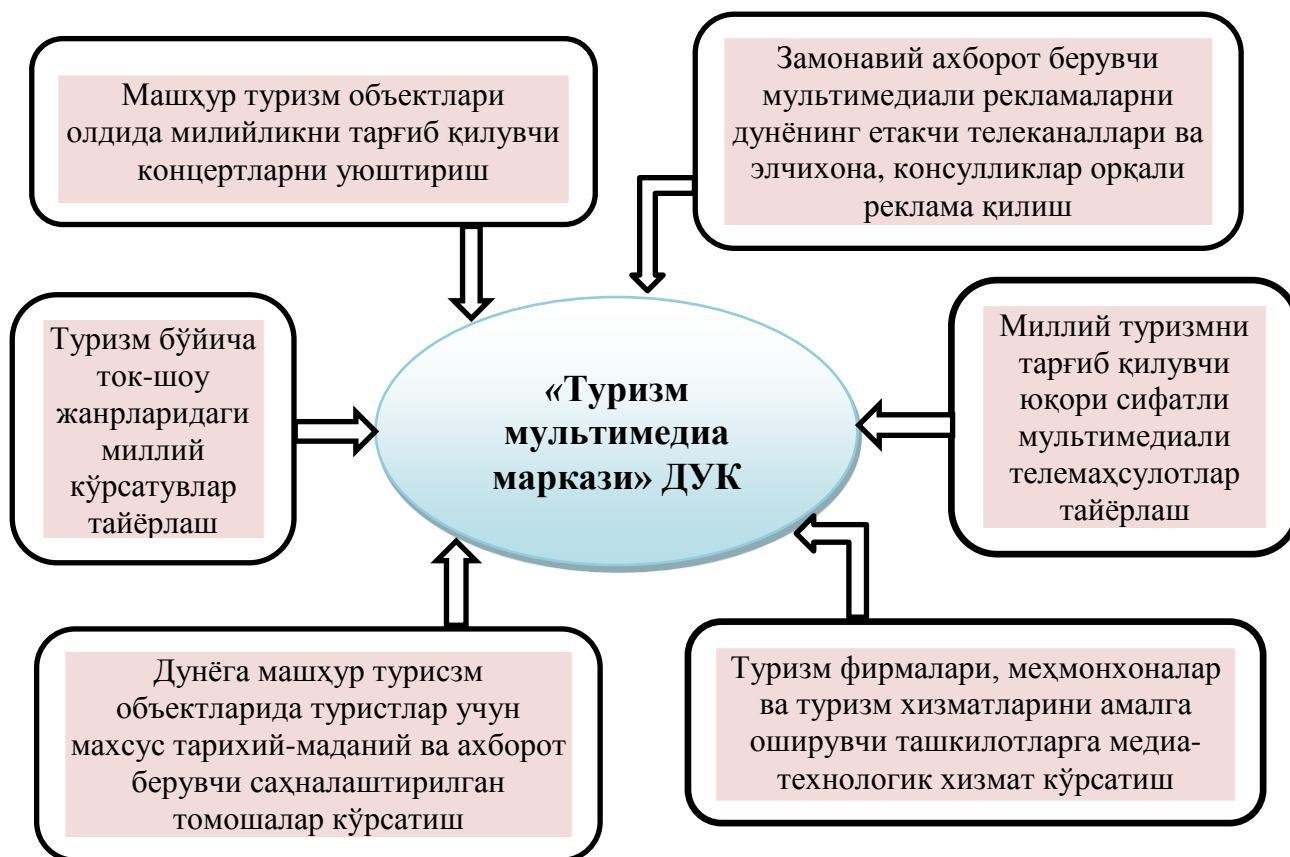 Машҳур туризм объектлари
олдида милийликни тарғиб қилувчи
концертларни уюштириш
Замонавий ахборот берувчи
мультимедиали рекламаларни
дунёнинг етакчи телеканаллари ва
элчихона, консулликлар орқали
реклама қилиш
Туризм бўйича
ток-шоу
жанрларидаги
миллий
кўрсатувлар
тайёрлаш
«Туризм
мультимедиа
маркази» ДУК
Миллий туризмни
тарғиб қилувчи
юқори сифатли
мультимедиали
телемаҳсулотлар
тайёрлаш
Дунёга машҳур турисзм
объектларида туристлар учун
махсус тарихий-маданий ва ахборот
берувчи саҳналаштирилган
томошалар кўрсатиш
Туризм фирмалари, меҳмонхоналар
ва туризм хизматларини амалга
оширувчи ташкилотларга медиа-
технологик хизмат кўрсатиш